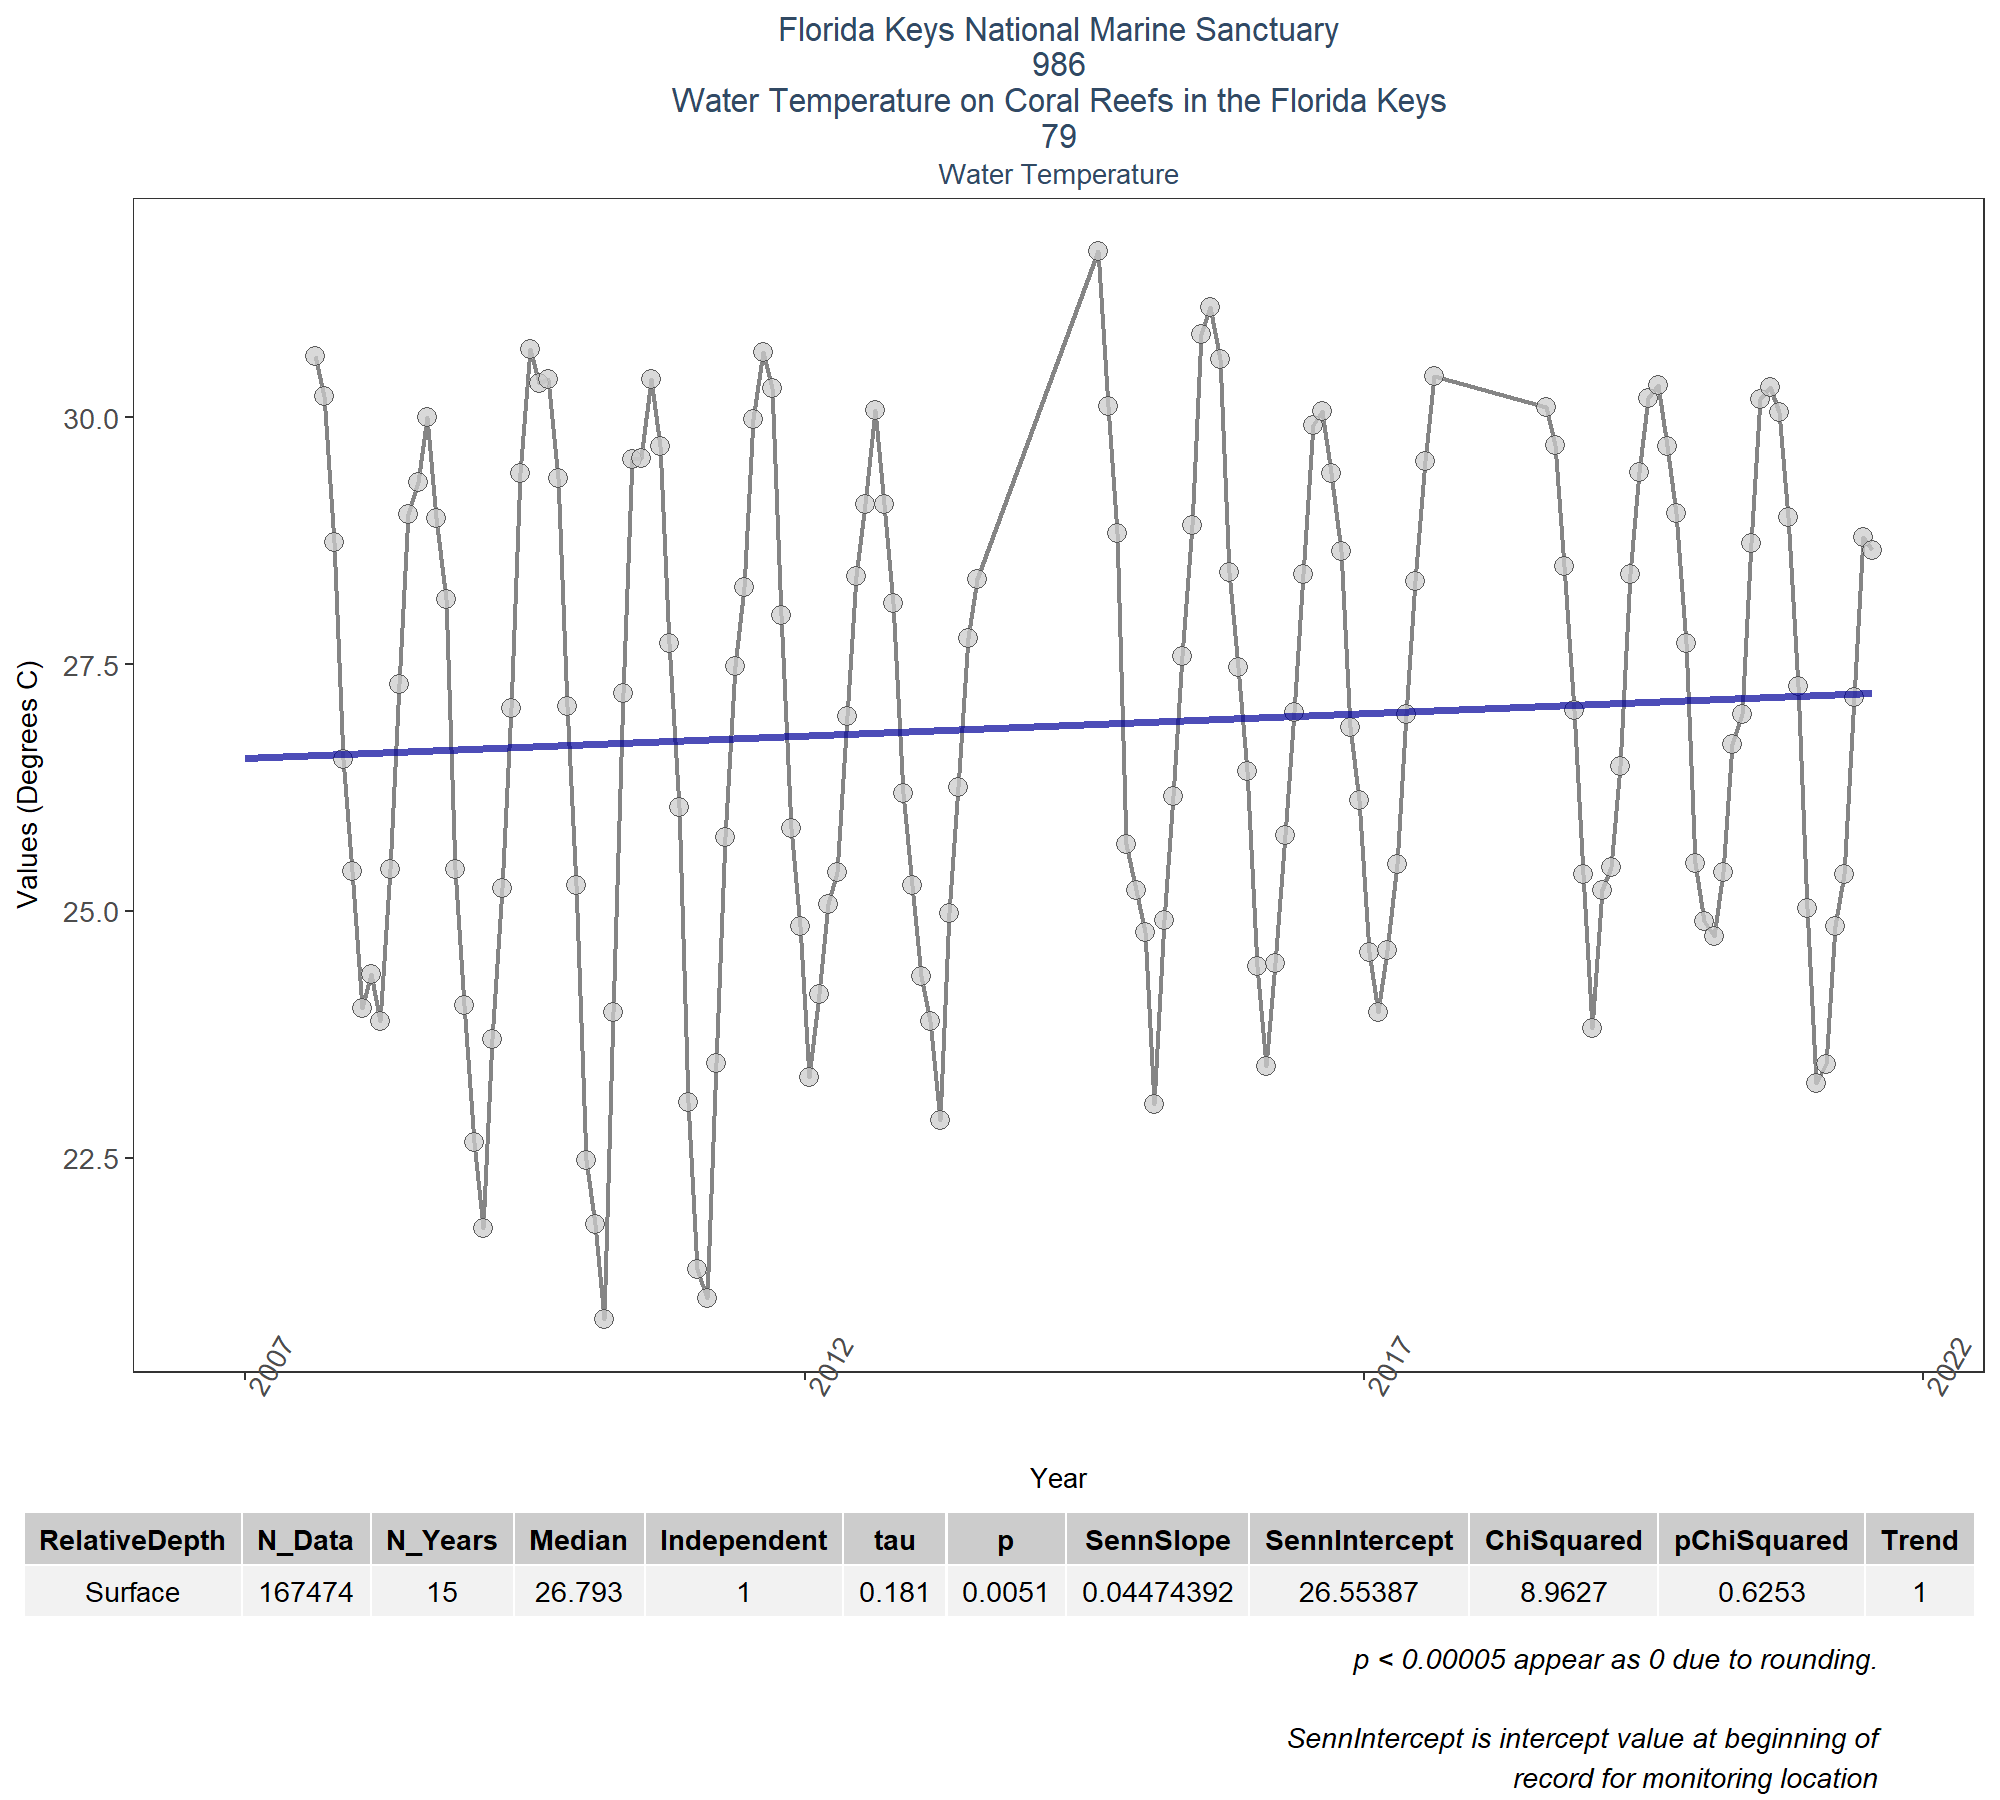 Florida Keys National Marine Sanctuary
986
Water Temperature on Coral Reefs in the Florida Keys
79
Water Temperature
Values (Degrees C)
30.0
27.5
25.0
22.5
2007 2012 2017 2022
Year
RelativeDepth N_Data N_Years Median Independent tau p SennSlope SennIntercept ChiSquared pChiSquared Trend
Surface 167474 15 26.793 1 0.181 0.0051 0.04474392 26.55387 8.9627 0.6253 1
p < 0.00005 appear as 0 due to rounding.
SennIntercept is intercept value at beginning of
record for monitoring location